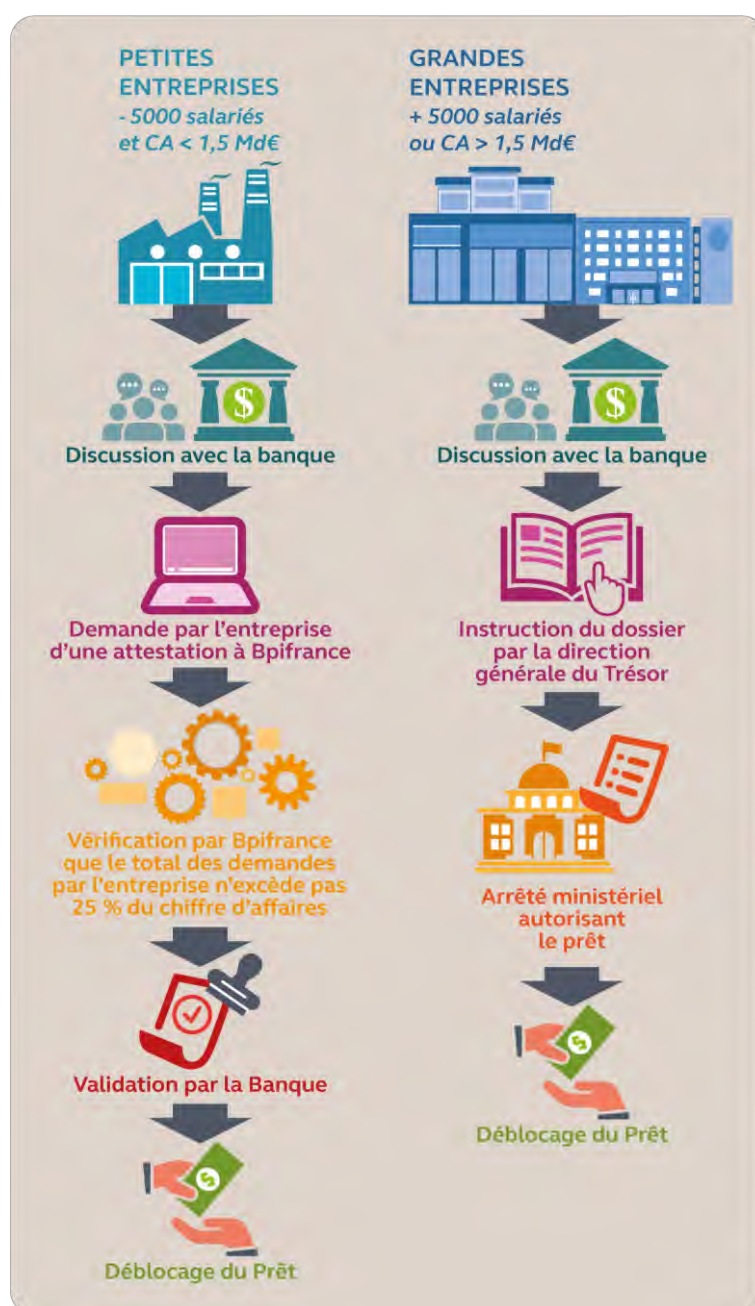 PETITES
ENTREPRISES
- 5000 salariés
et CA < 1,5 Md€
Discussion avec la banque
Demande par l'entreprise
d'une attestation à Bpifrance
Vérification par Bpifrance
que le total des demandes
par l'entreprise n'excède pas
25 % du chiffre d'affaires
Validation par la Banque
Déblocage du Prêt
GRANDES
ENTREPRISES
+ 5000 salariés
ou CA > 1,5 Md€
Discussion avec la banque
Instruction du dossier
par la direction
générale du Trésor
Arrêté ministériel
autorisant
le prêt
Déblocage du Prêt